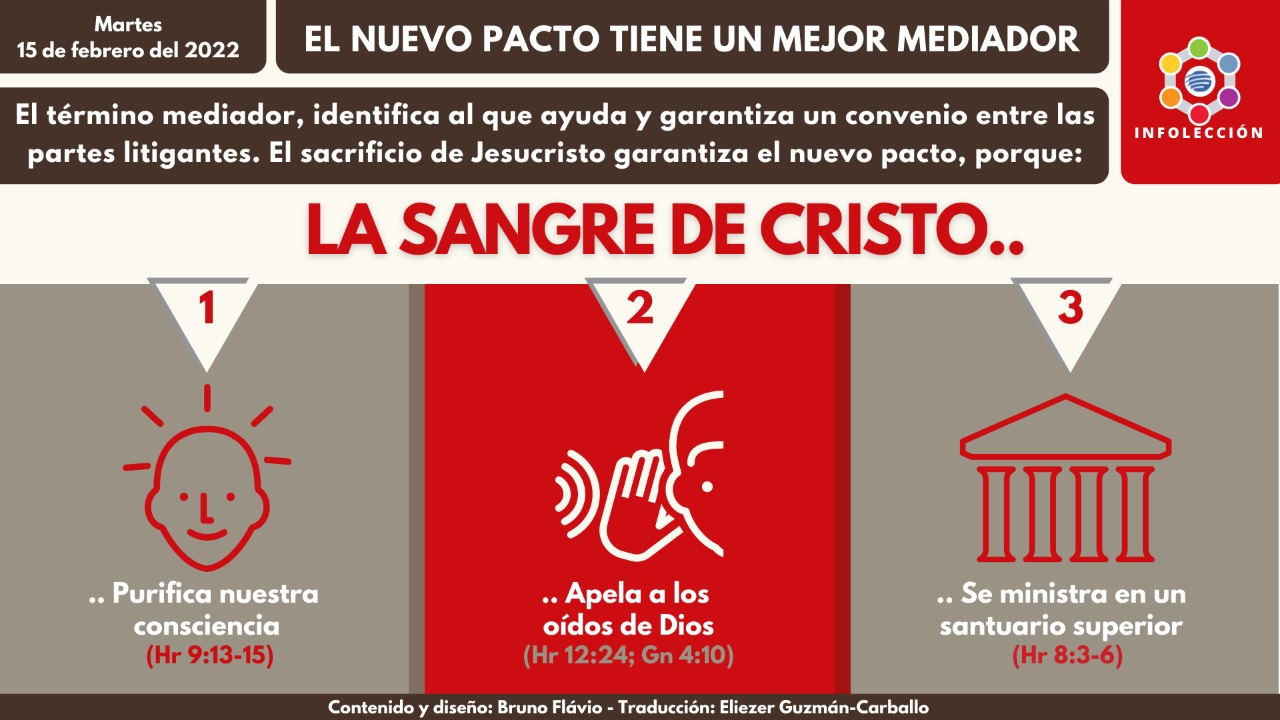 Martes
15 de febrero del 2022
EL NUEVO PACTO TIENE UN MEJOR MEDIADOR
INFOLECCIÓN
El término mediador, identifica al que ayuda y garantiza un convenio entre las
partes litigantes. El sacrificio de Jesucristo garantiza el nuevo pacto, porque:
LA SANGRE DE CRISTO..
1
.. Purifica nuestra
consciencia
(Hr 9:13-15)
2
.. Apela a los
oídos de Dios
(Hr 12:24; Gn 4:10)
3
.. Se ministra en un
santuario superior
(Hr 8:3-6)
Contenido y diseño: Bruno Flávio - Traducción: Eliezer Guzmán-Carballo